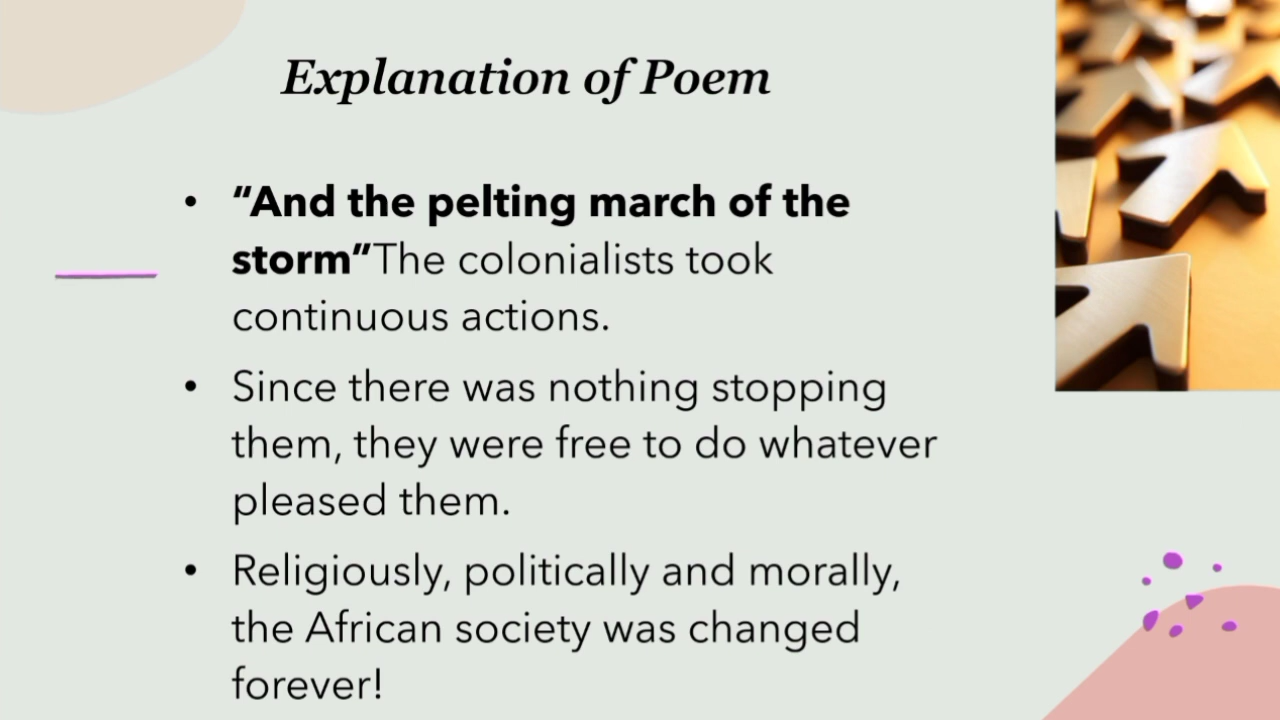 Explanation of Poem
• “And the pelting march of the
storm”The colonialists took
continuous actions.
• Since there was nothing stopping
them, they were free to do whatever
pleased them.
• Religiously, politically and morally,
the African society was changed
forever!